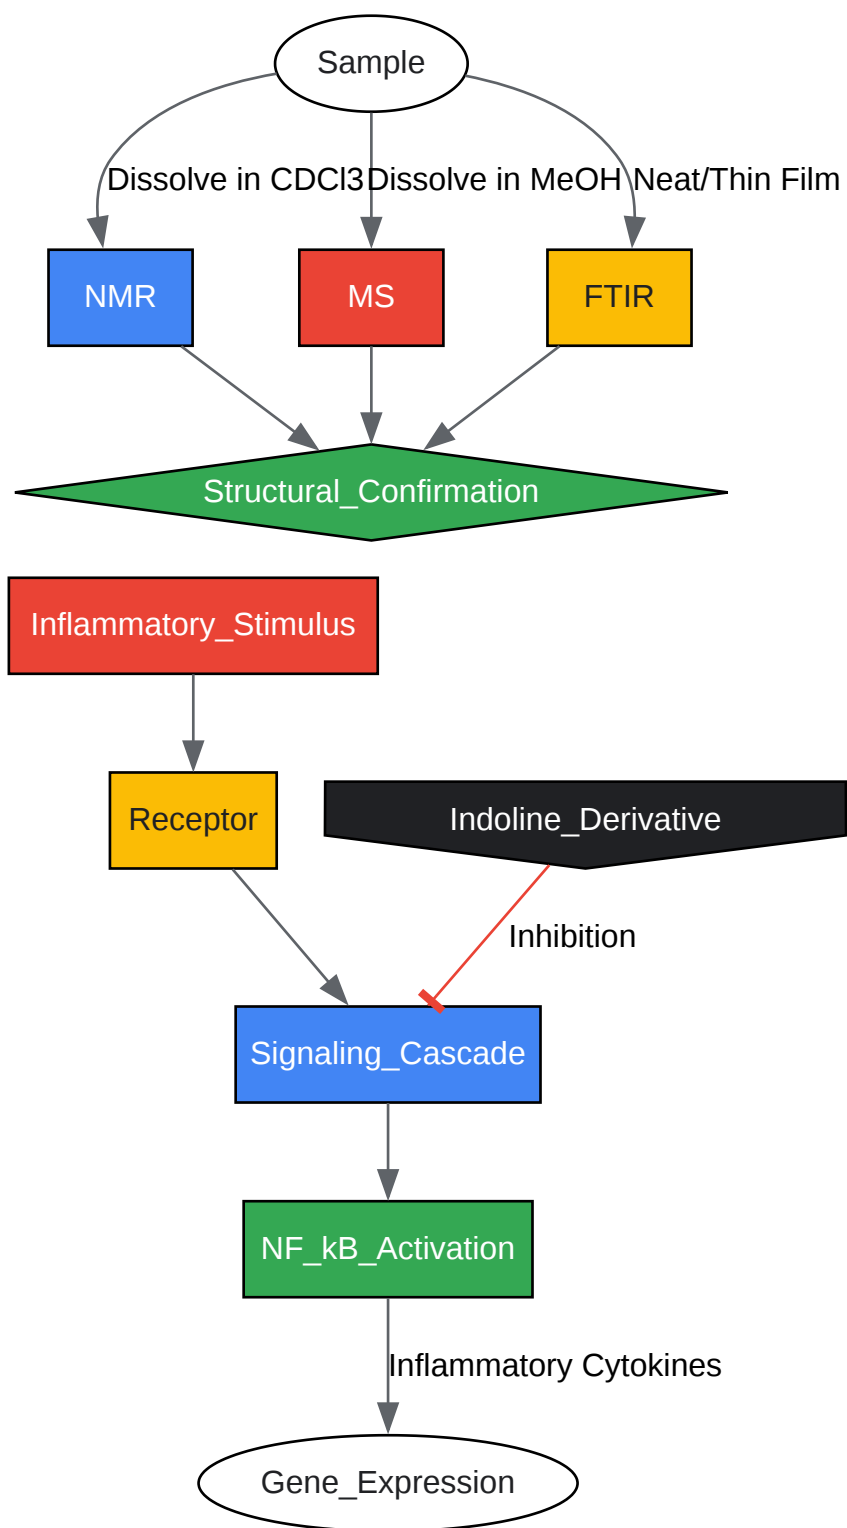 Sample
Dissolve in CDCl3 Dissolve in MeOH Neat/Thin Film
NMR MS FTIR
Structural_Confirmation
Inflammatory_Stimulus
Receptor Indoline_Derivative
Inhibition
Signaling_Cascade
NF_kB_Activation
Inflammatory Cytokines
Gene_Expression